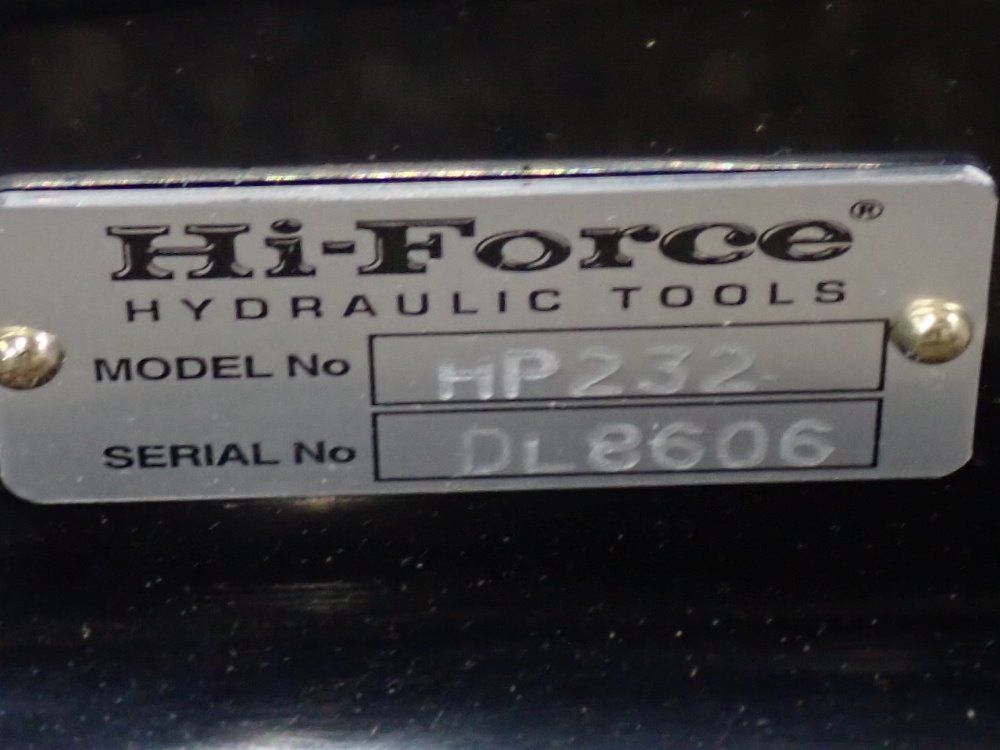 Hi-Force®
HYDRAULIC TOOLS
MODEL No HP232
SERIAL No DL8606